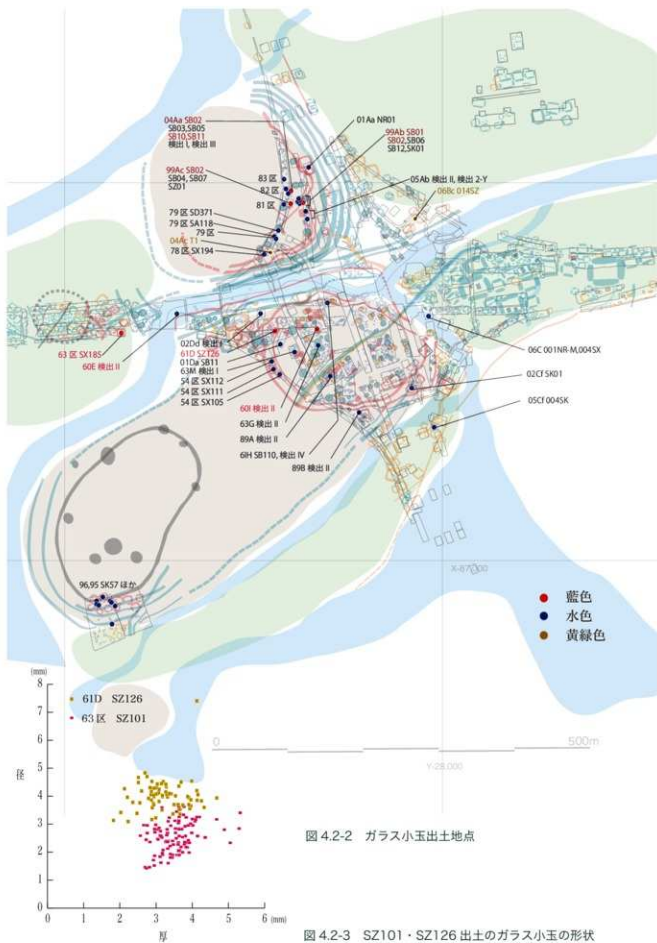 04Aa SB02
SB03,SB05
SB10,SB11
検出 I, 検出 III
01Aa NR01
99Ab SB01
SB02,SB06
SB12,SK01
99Ac SB02
SB04, SB07
SZ01
83 区
82 区
81 区
05Ab 検出 II, 検出 2-Y
06Bc 014SZ
79 区 SD371
79 区 SA118
79 区
04Ac T1
78 区 SX194
63 区 SX185
60E 検出 II
02Dd 検出 II
61D SZ126
01Da SB11
63M 検出 I
54 区 SX112
54 区 SX111
54 区 SX105
60I 検出 II
63G 検出 II
89A 検出 II
61H SB110, 検出 IV
89B 検出 II
06C 001NR-M,004SX
02Cf SK01
05Cf 004SK
96,95 SK57 ほか
X-87,000
藍色
水色
黄緑色
(mm)
8
7
6
5
4
3
2
1
0
61D SZ126
63 区 SZ101
径
0
500m
Y-28,000
図 4.2-2 ガラス小玉出土地点
0 1 2 3 4 5 6 (mm)
厚
図 4.2-3 SZ101・SZ126 出土のガラス小玉の形状